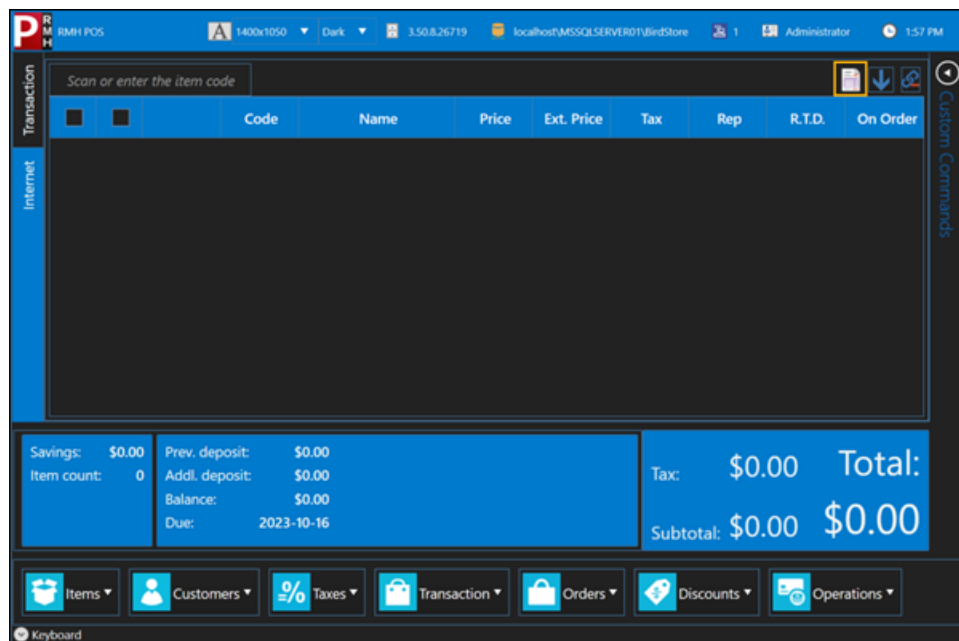 P RMH RMH POS A 1400x1050 Dark 3.50.8.26719 localhost\MSSQLSERVER01\BirdStore 1 Administrator 1:57 PM
Transaction
Internet
Scan or enter the item code
Code Name Price Ext. Price Tax Rep R.T.D. On Order
Custom Commands
Savings: $0.00
Item count: 0
Prev. deposit: $0.00
Addl. deposit: $0.00
Balance: $0.00
Due: 2023-10-16
Tax: $0.00
Subtotal: $0.00
Total:
$0.00
Items Customers Taxes Transaction Orders Discounts Operations
Keyboard